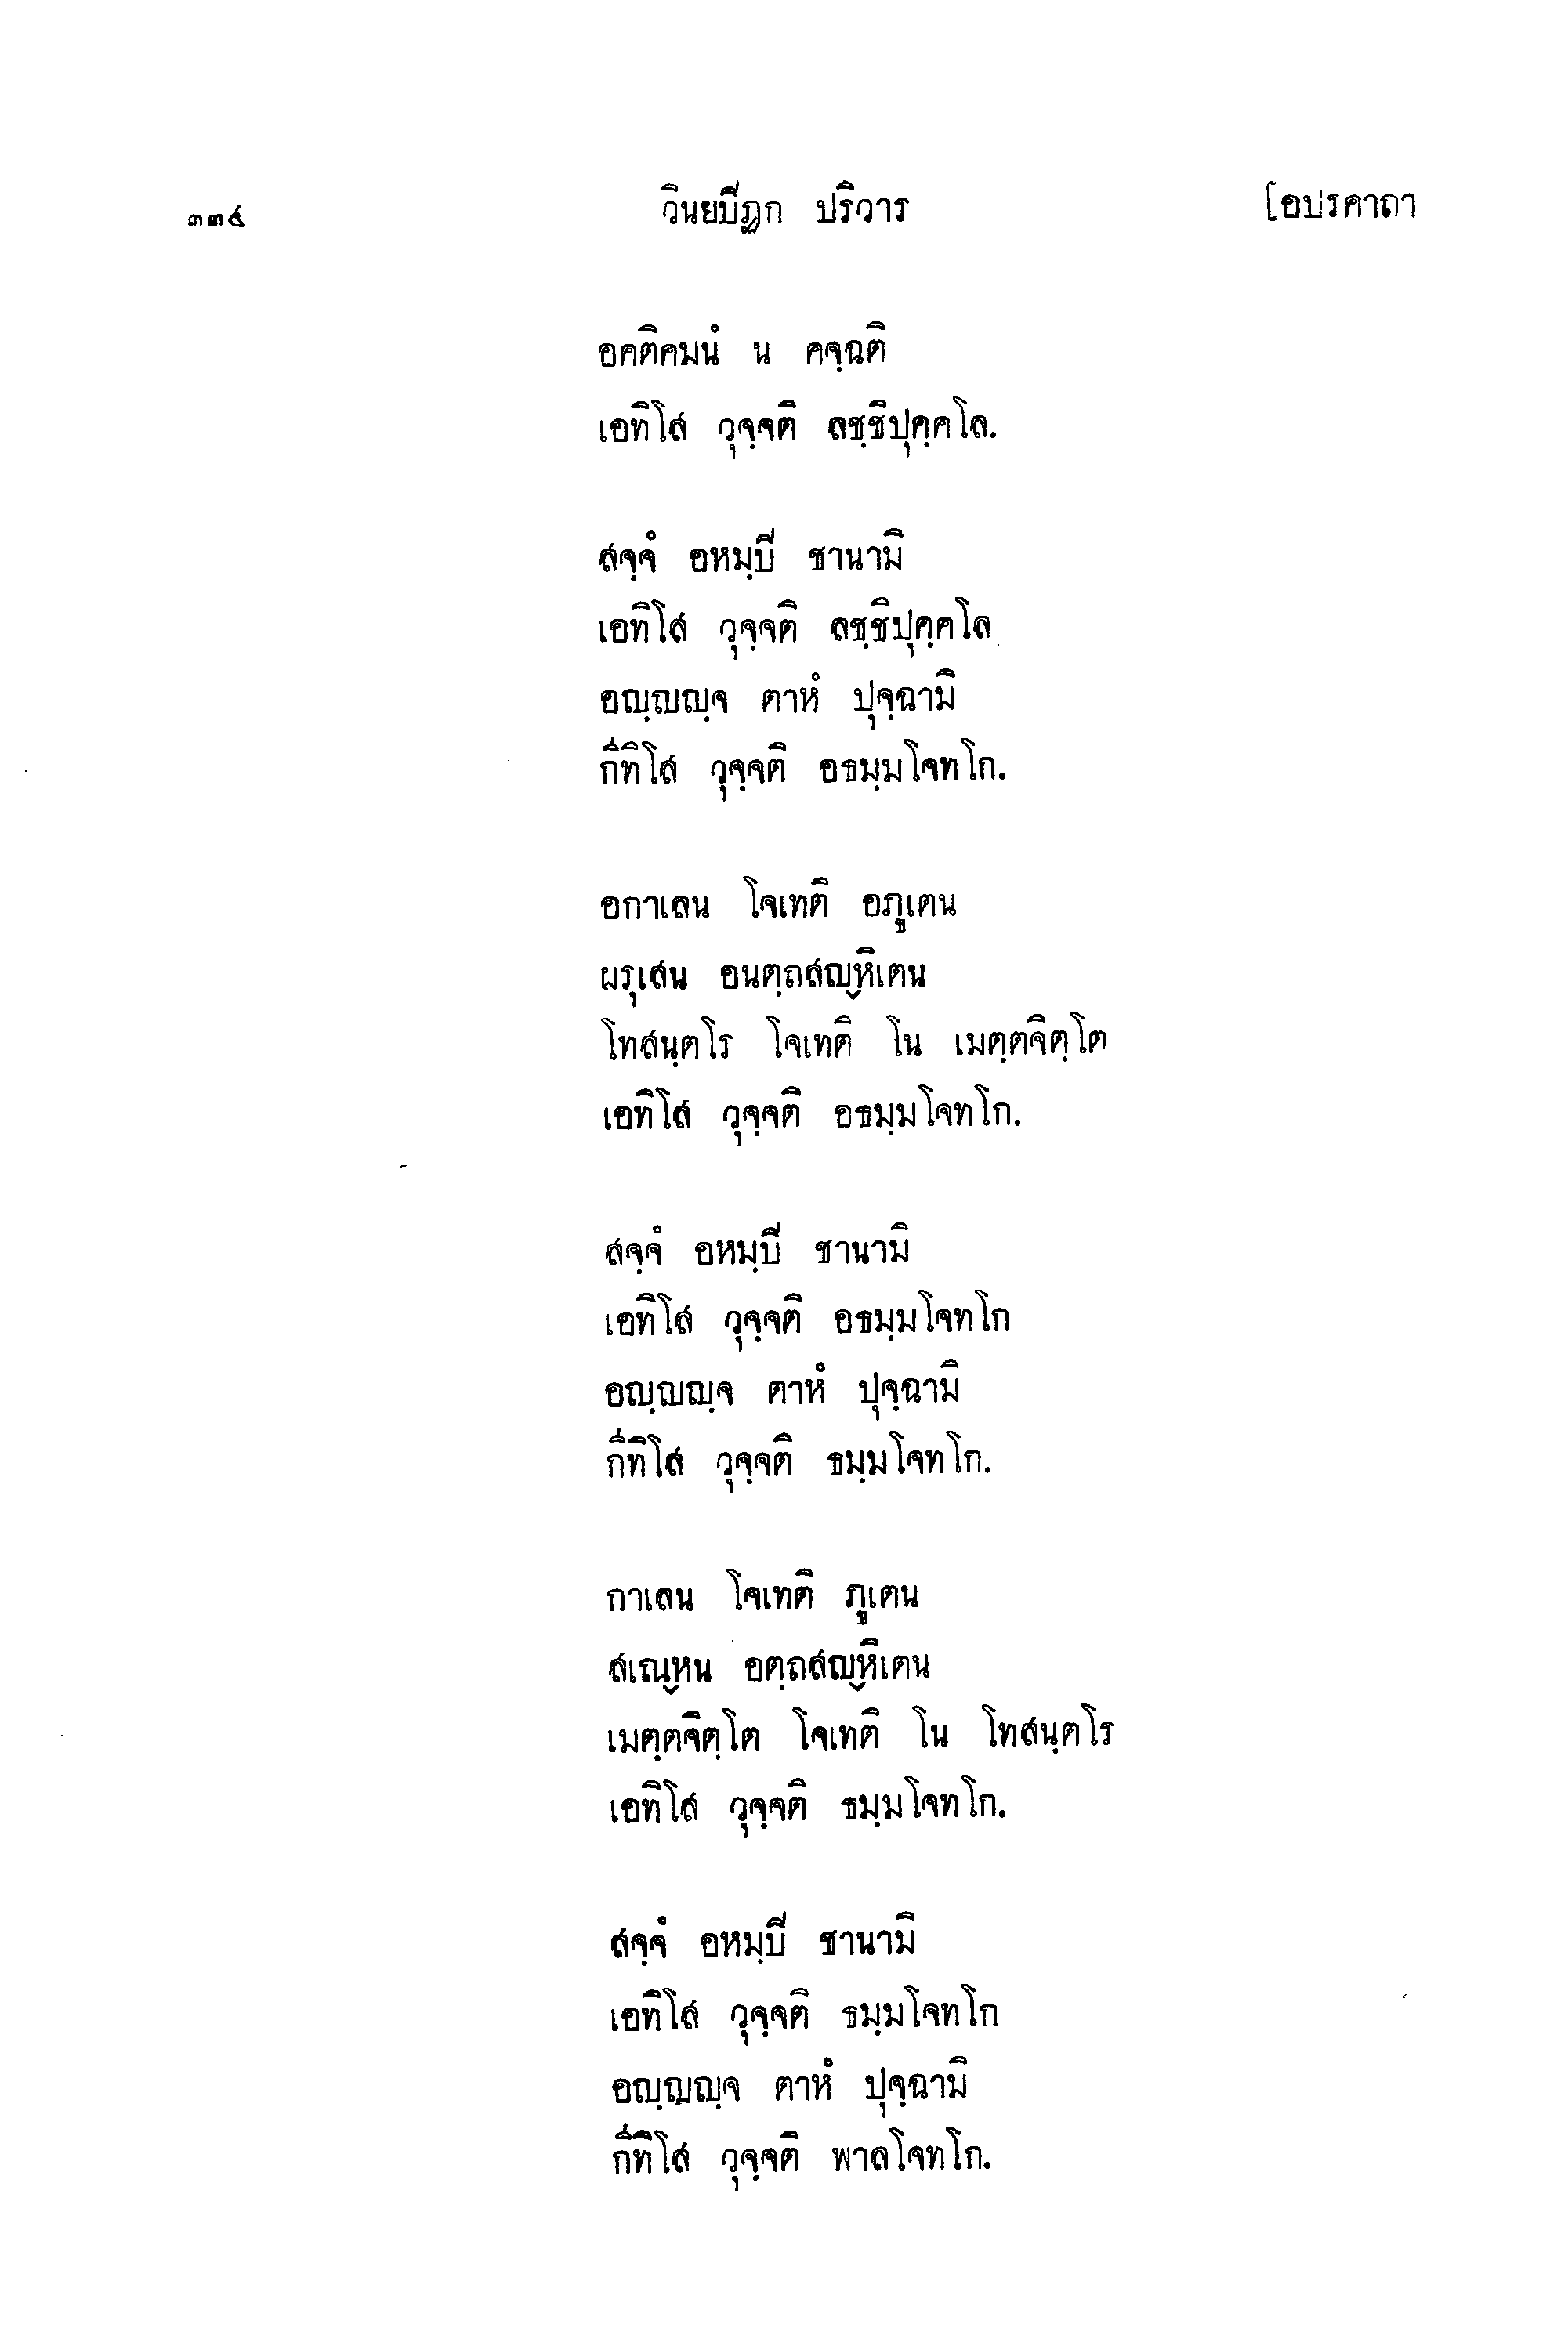 ๓๓๔ วินยปิฏก ปริวาร [อปรคาถา
อคติคมนํ น คจฺฉติ
เอทิโส วุจฺจติ ลชฺชิปุคฺคโล.
สจฺจํ อหมฺปิ ชานามิ
เอทิโส วุจฺจติ ลชฺชิปุคฺคโล
อญฺญญฺจ ตาหํ ปุจฺฉามิ
กึทิโส วุจฺจติ อธมฺมโจทโก.
อกาเลน โจเทติ อภูเตน
ผรุเสน อนตฺถสญฺหิเตน
โทสนฺตโร โจเทติ โน เมตฺตจิตฺโต
เอทิโส วุจฺจติ อธมฺมโจทโก.
สจฺจํ อหมฺปิ ชานามิ
เอทิโส วุจฺจติ อธมฺมโจทโก
อญฺญญฺจ ตาหํ ปุจฺฉามิ
กึทิโส วุจฺจติ ธมฺมโจทโก.
กาเลน โจเทติ ภูเตน
สเณฺหน อตฺถสญฺหิเตน
เมตฺตจิตฺโต โจเทติ โน โทสนฺตโร
เอทิโส วุจฺจติ ธมฺมโจทโก.
สจฺจํ อหมฺปิ ชานามิ
เอทิโส วุจฺจติ ธมฺมโจทโก
อญฺญญฺจ ตาหํ ปุจฺฉามิ
กึทิโส วุจฺจติ พาลโจทโก.